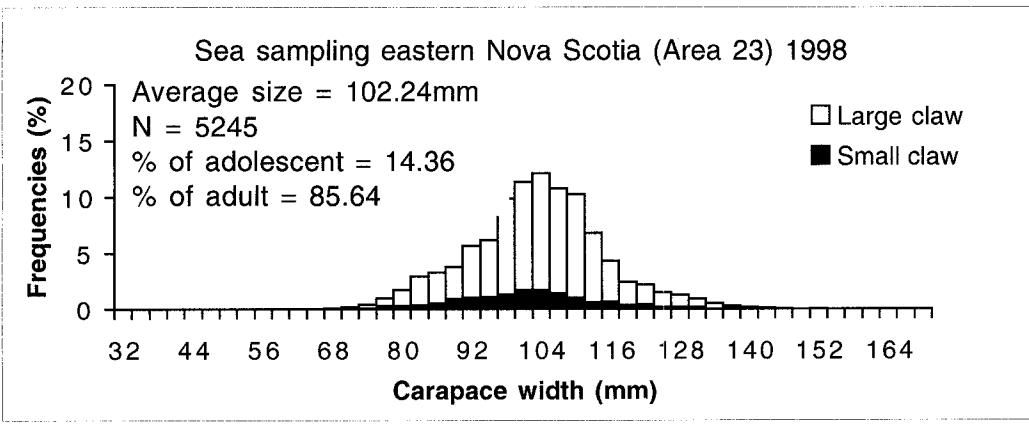 Sea sampling eastern Nova Scotia (Area 23) 1998
Average size = 102.24mm
N = 5245
% of adolescent = 14.36
% of adult = 85.64
Large claw
Small claw
Frequencies (%)
20
15
10
5
0
32 44 56 68 80 92 104 116 128 140 152 164
Carapace width (mm)